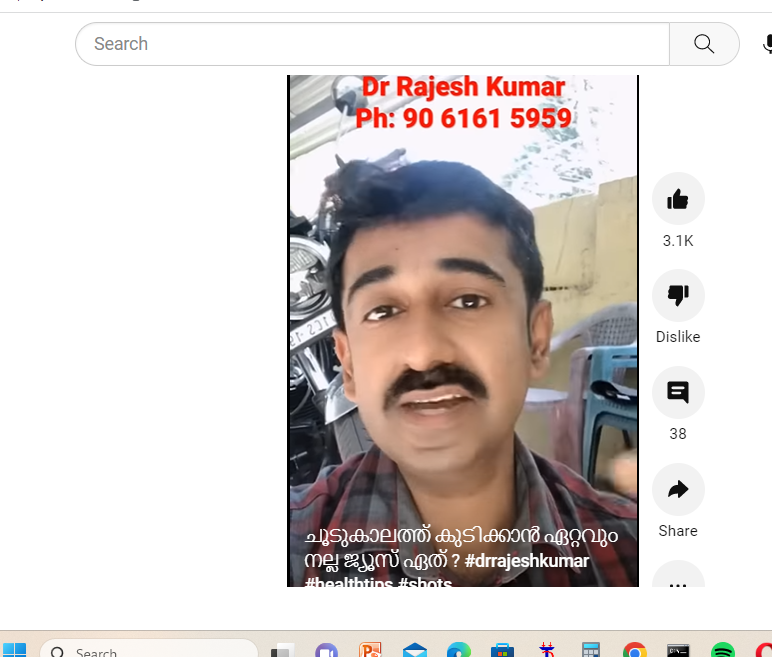 Search
Dr Rajesh Kumar
Ph: 90 6161 5959
3.1K
Dislike
38
Share
ചൂടുകാലത്ത് കുടിക്കാൻ ഏറ്റവും
നല്ല ജ്യൂസ് ഏത് ? #drrajeshkumar
#healthtips #shots
Search